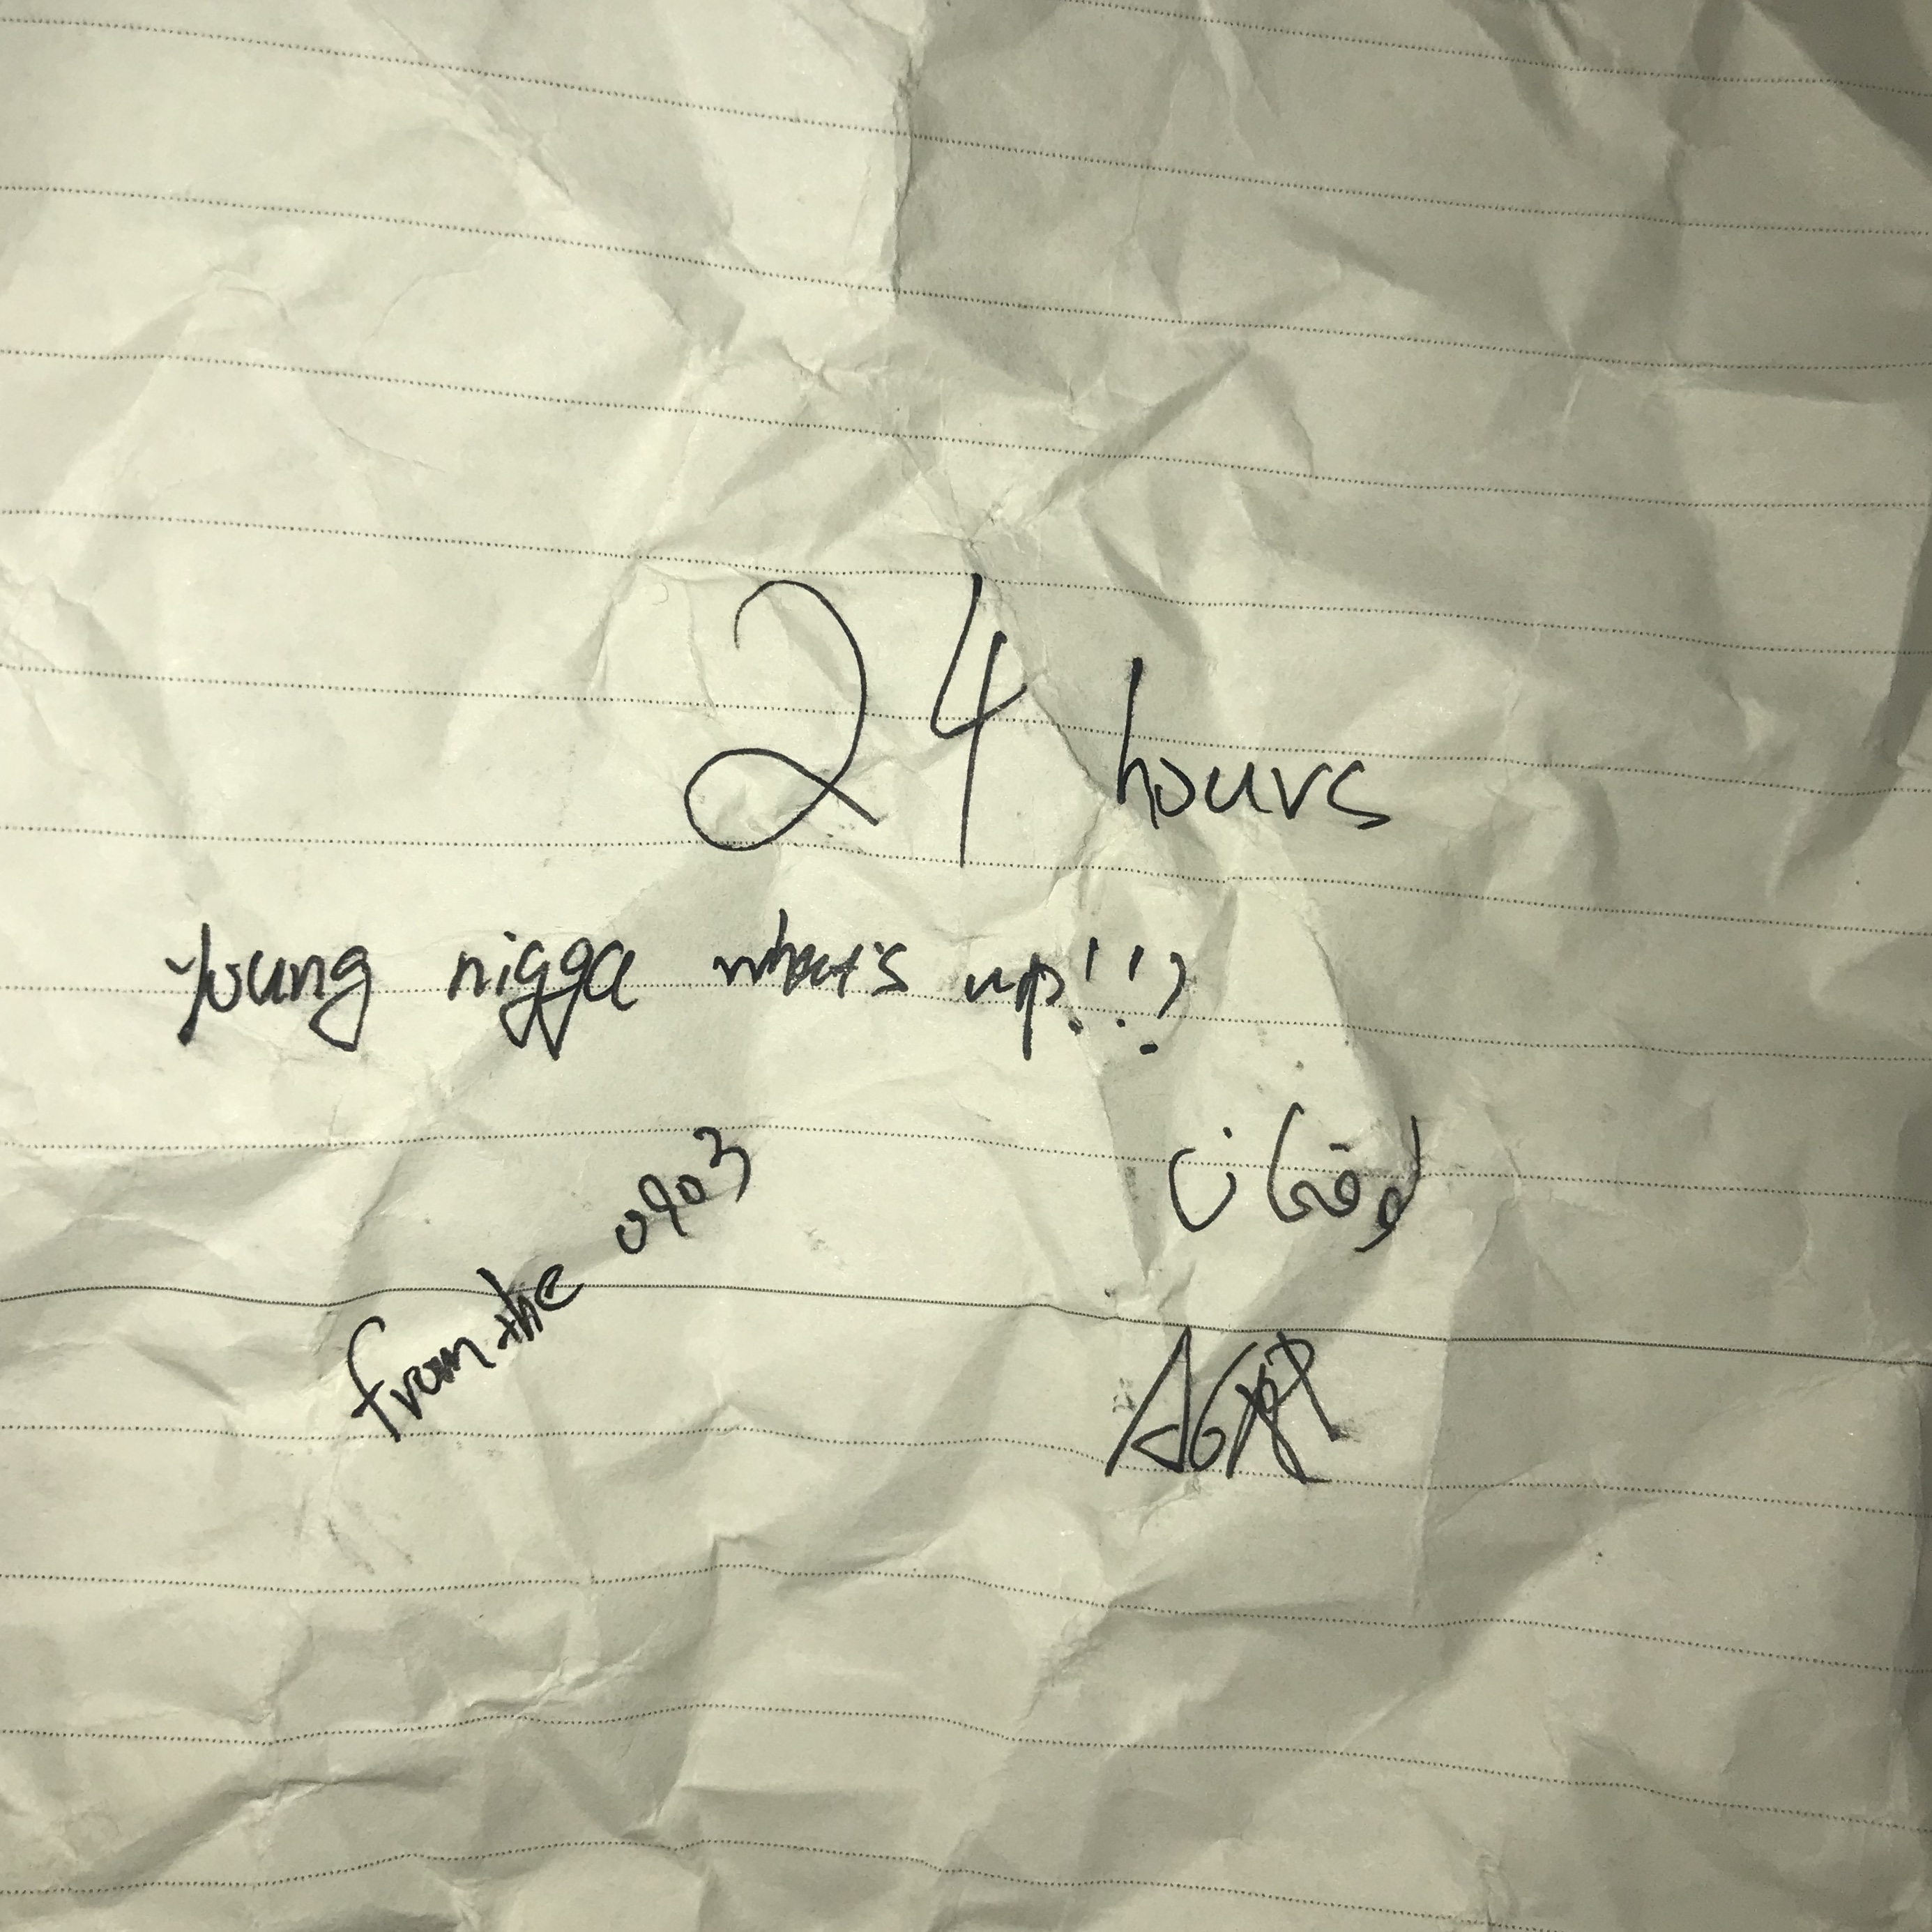 24 hours
Young nigga what's up!!?
from the 0903